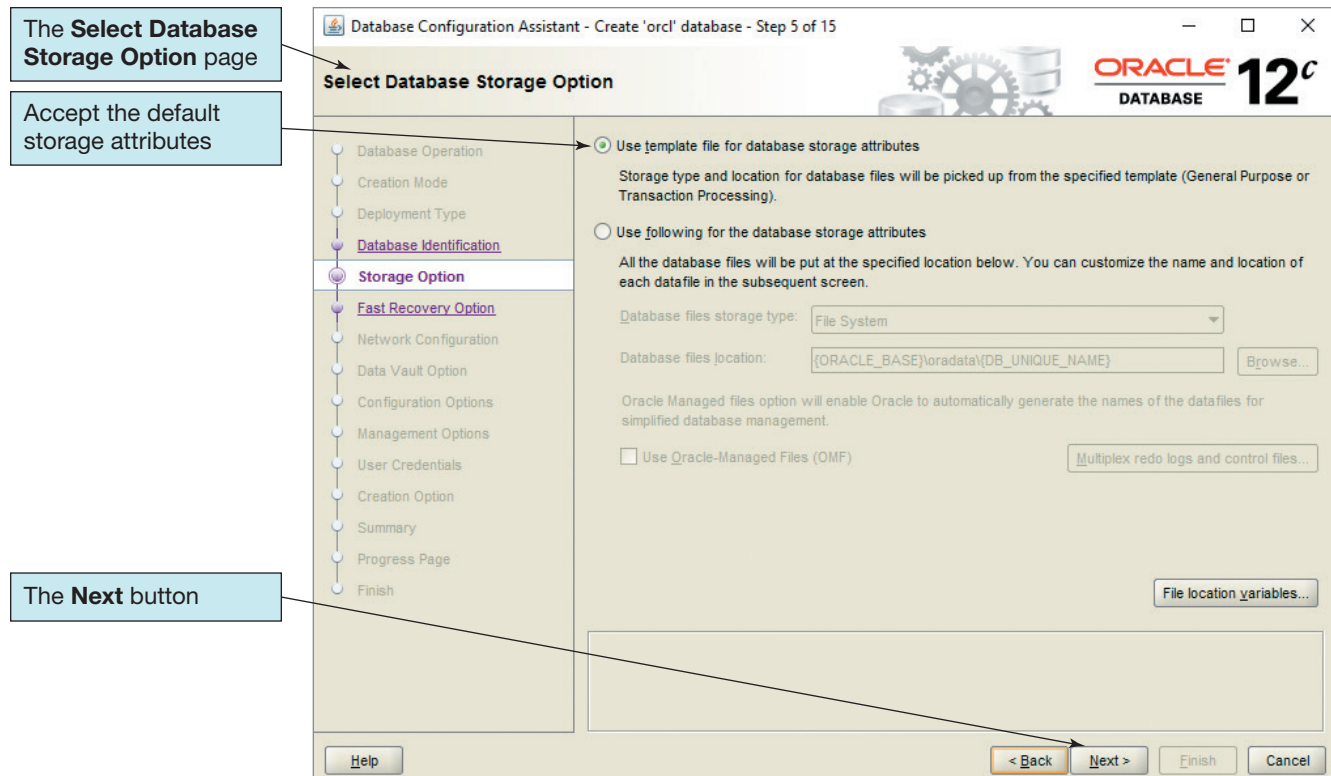 The Select Database
Storage Option page
Accept the default
storage attributes
The Next button
Database Configuration Assistant - Create 'orcl' database - Step 5 of 15
Select Database Storage Option
ORACLE
DATABASE
12c
Database Operation
Creation Mode
Deployment Type
Database Identification
Storage Option
Fast Recovery Option
Network Configuration
Data Vault Option
Configuration Options
Management Options
User Credentials
Creation Option
Summary
Progress Page
Finish
Use template file for database storage attributes
Storage type and location for database files will be picked up from the specified template (General Purpose or
Transaction Processing).
Use following for the database storage attributes
All the database files will be put at the specified location below. You can customize the name and location of
each datafile in the subsequent screen.
Database files storage type: File System
Database files location: {ORACLE_BASE}\oradata\{DB_UNIQUE_NAME} Browse...
Oracle Managed files option will enable Oracle to automatically generate the names of the datafiles for
simplified database management.
Use Oracle-Managed Files (OMF) Multiplex redo logs and control files...
File location variables...
Help < Back Next > Finish Cancel